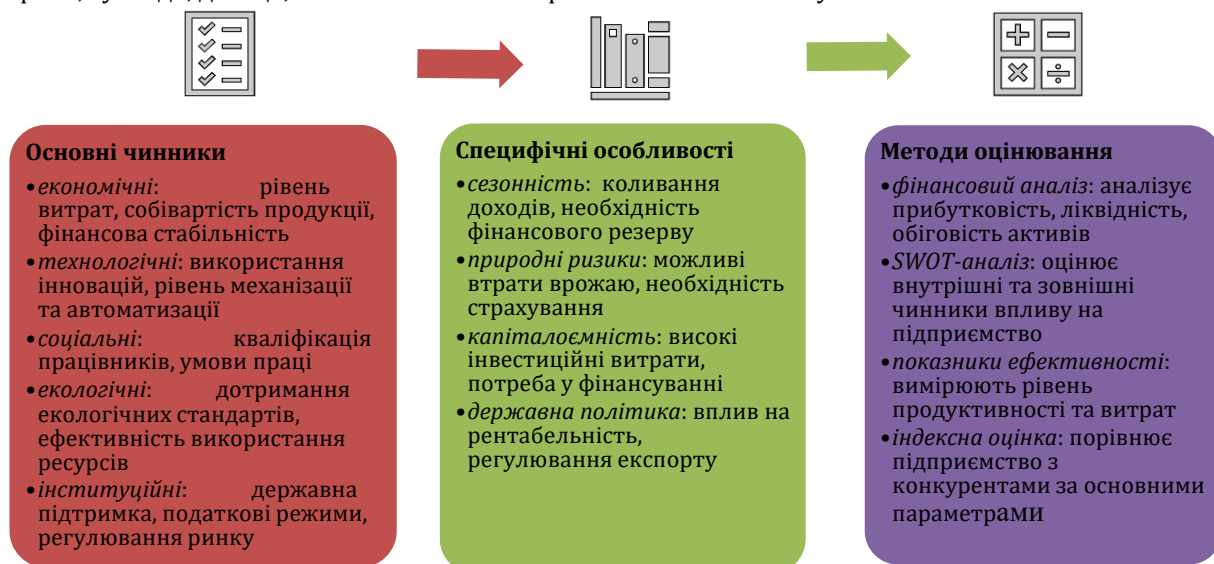 Основні чинники
•економічні: рівень
витрат, собівартість продукції,
фінансова стабільність
•технологічні: використання
інновацій, рівень механізації
та автоматизації
•соціальні: кваліфікація
працівників, умови праці
•екологічні: дотримання
екологічних стандартів,
ефективність використання
ресурсів
•інституційні: державна
підтримка, податкові режими,
регулювання ринку
Специфічні особливості
•сезонність: коливання
доходів, необхідність
фінансового резерву
•природні ризики: можливі
втрати врожаю, необхідність
страхування
•капіталоємність: високі
інвестиційні витрати,
потреба у фінансуванні
•державна політика: вплив на
рентабельність,
регулювання експорту
Методи оцінювання
•фінансовий аналіз: аналізує
прибутковість, ліквідність,
обіговість активів
•SWOT-аналіз: оцінює
внутрішні та зовнішні
чинники впливу на
підприємство
•показники ефективності:
вимірюють рівень
продуктивності та витрат
•індексна оцінка: порівнює
підприємство з
конкурентами за основними
параметрами